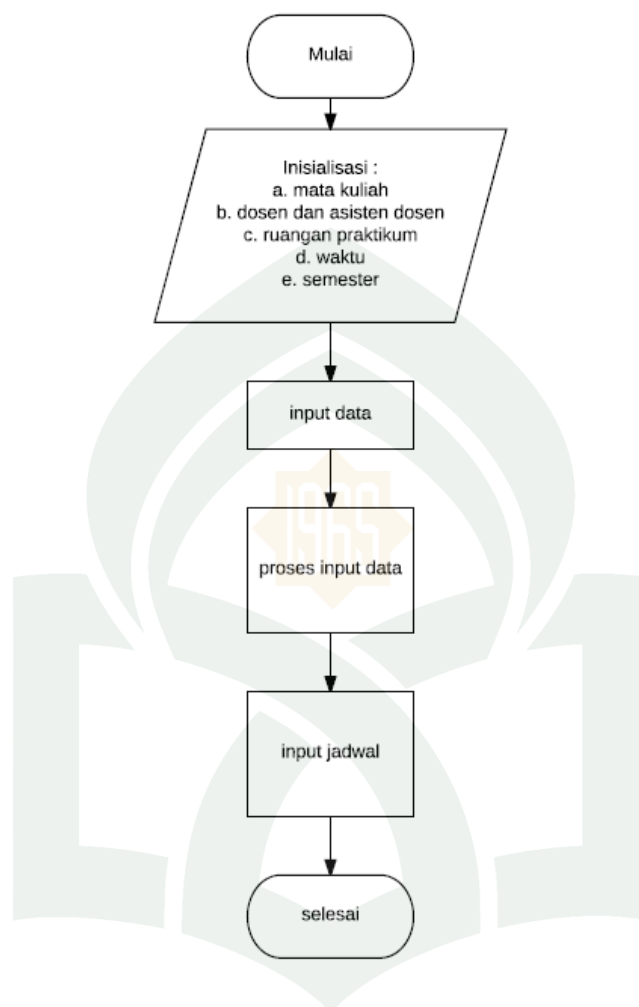 Mulai
Inisialisasi :
a. mata kuliah
b. dosen dan asisten dosen
c. ruangan praktikum
d. waktu
e. semester
input data
1965
proses input data
input jadwal
selesai